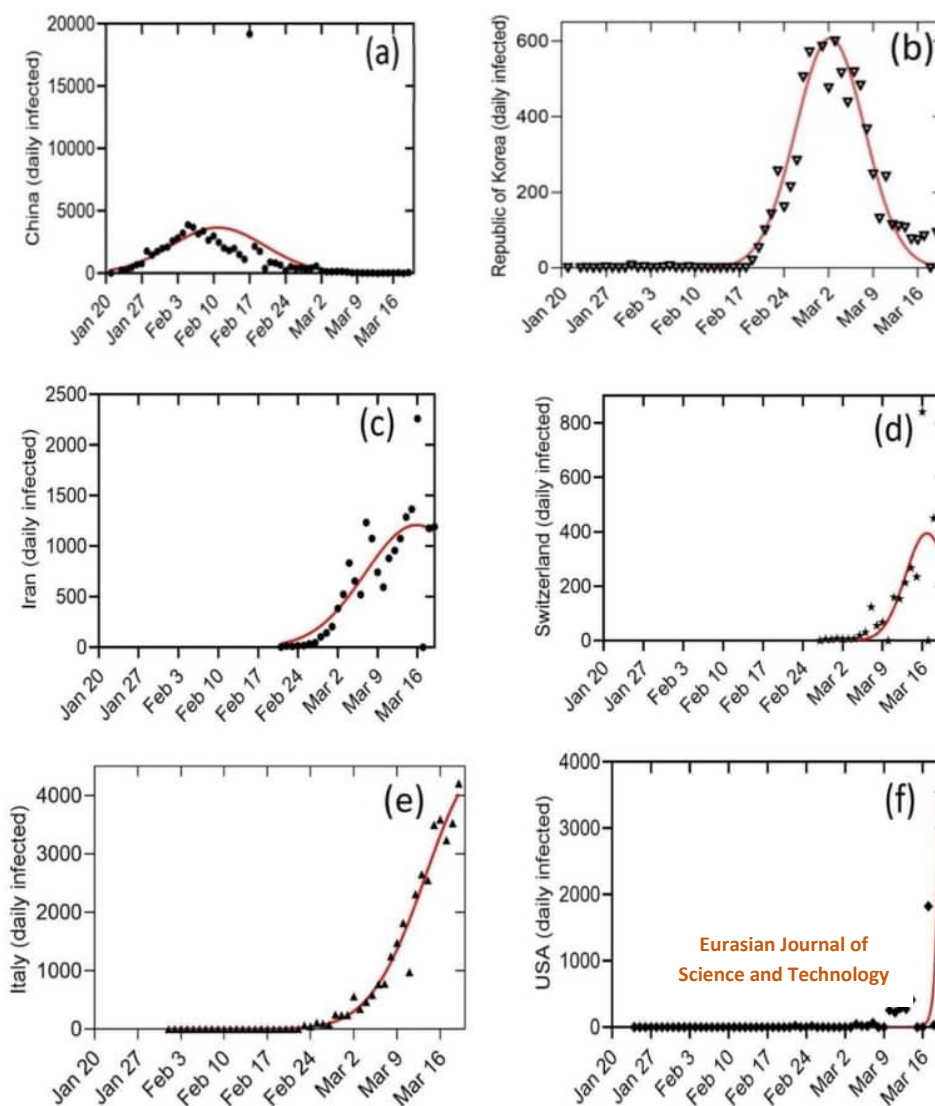 (a)
China (daily infected)
20000
15000
10000
5000
0
Jan 20
Jan 27
Feb 3
Feb 10
Feb 17
Feb 24
Mar 2
Mar 9
Mar 16
(b)
Republic of Korea (daily infected)
600
400
200
0
Jan 20
Jan 27
Feb 3
Feb 10
Feb 17
Feb 24
Mar 2
Mar 9
Mar 16
(c)
Iran (daily infected)
2500
2000
1500
1000
500
0
Jan 20
Jan 27
Feb 3
Feb 10
Feb 17
Feb 24
Mar 2
Mar 9
Mar 16
(d)
Switzerland (daily infected)
800
600
400
200
0
Jan 20
Jan 27
Feb 3
Feb 10
Feb 17
Feb 24
Mar 2
Mar 9
Mar 16
(e)
Italy (daily infected)
4000
3000
2000
1000
0
Jan 20
Jan 27
Feb 3
Feb 10
Feb 17
Feb 24
Mar 2
Mar 9
Mar 16
(f)
USA (daily infected)
4000
3000
2000
1000
0
Eurasian Journal of
Science and Technology
Jan 20
Jan 27
Feb 3
Feb 10
Feb 17
Feb 24
Mar 2
Mar 9
Mar 16